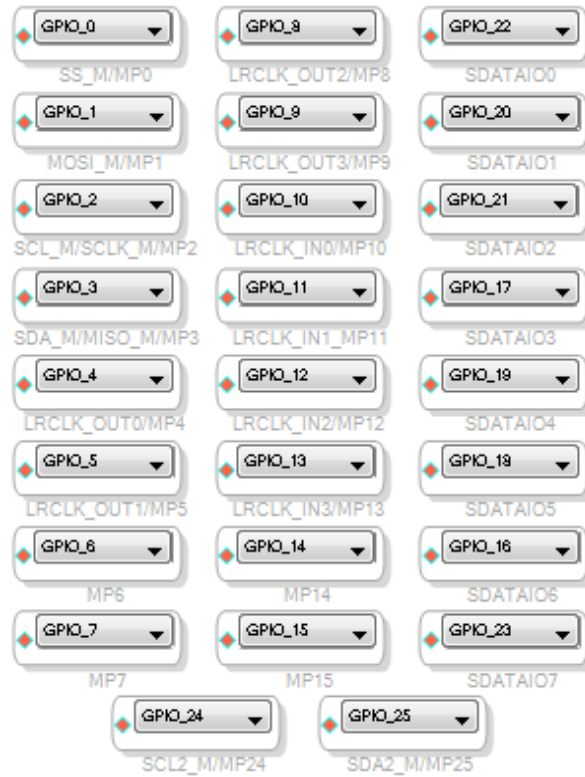 GPIO_0 GPIO_8 GPIO_22
SS_M/MP0 LRCLK_OUT2/MP8 SDATAIO0
GPIO_1 GPIO_9 GPIO_20
MOSI_M/MP1 LRCLK_OUT3/MP9 SDATAIO1
GPIO_2 GPIO_10 GPIO_21
SCL_M/SCLK_M/MP2 LRCLK_IN0/MP10 SDATAIO2
GPIO_3 GPIO_11 GPIO_17
SDA_M/MISO_M/MP3 LRCLK_IN1_MP11 SDATAIO3
GPIO_4 GPIO_12 GPIO_19
LRCLK_OUT0/MP4 LRCLK_IN2/MP12 SDATAIO4
GPIO_5 GPIO_13 GPIO_18
LRCLK_OUT1/MP5 LRCLK_IN3/MP13 SDATAIO5
GPIO_6 GPIO_14 GPIO_16
MP6 MP14 SDATAIO6
GPIO_7 GPIO_15 GPIO_23
MP7 MP15 SDATAIO7
GPIO_24 GPIO_25
SCL2_M/MP24 SDA2_M/MP25